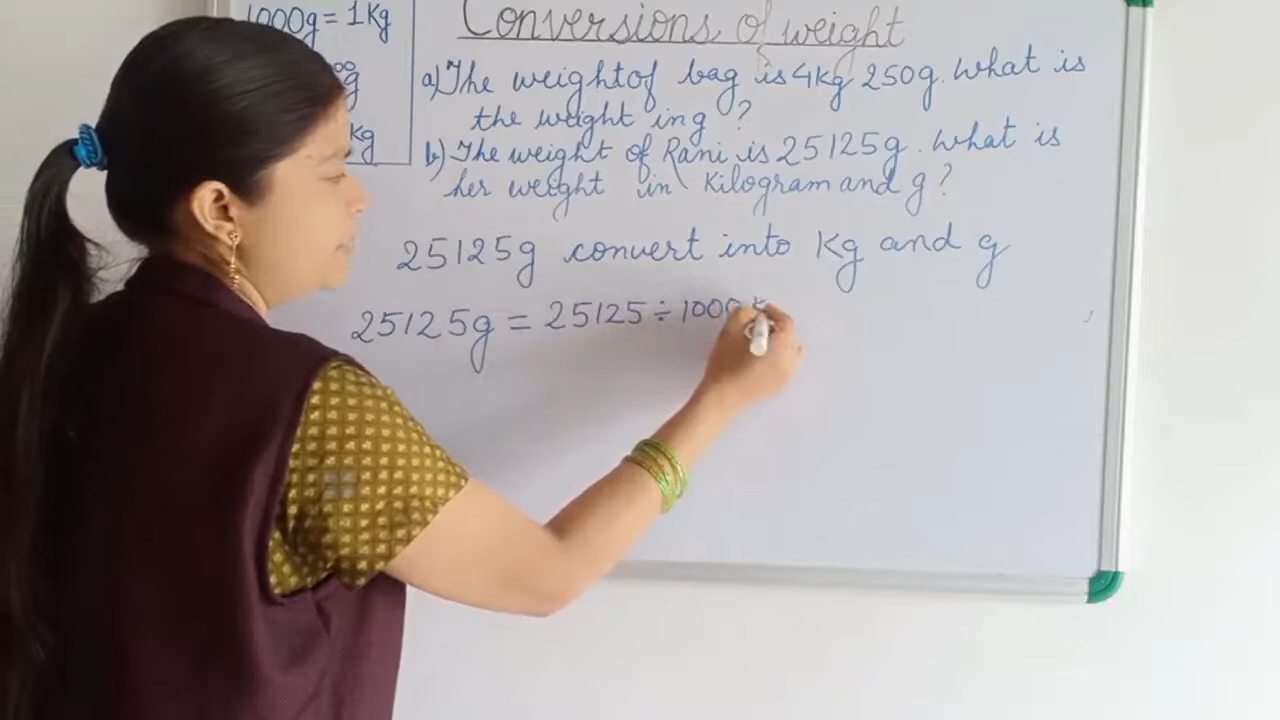 1000g = 1Kg
Conversions of weight
g
kg
a) The weight of bag is 4kg 250g. What is
the weight in g ?
b) The weight of Rani is 25125g. What is
her weight in Kilogram and g ?
25125g convert into Kg and g
25125g = 25125 ÷ 1000